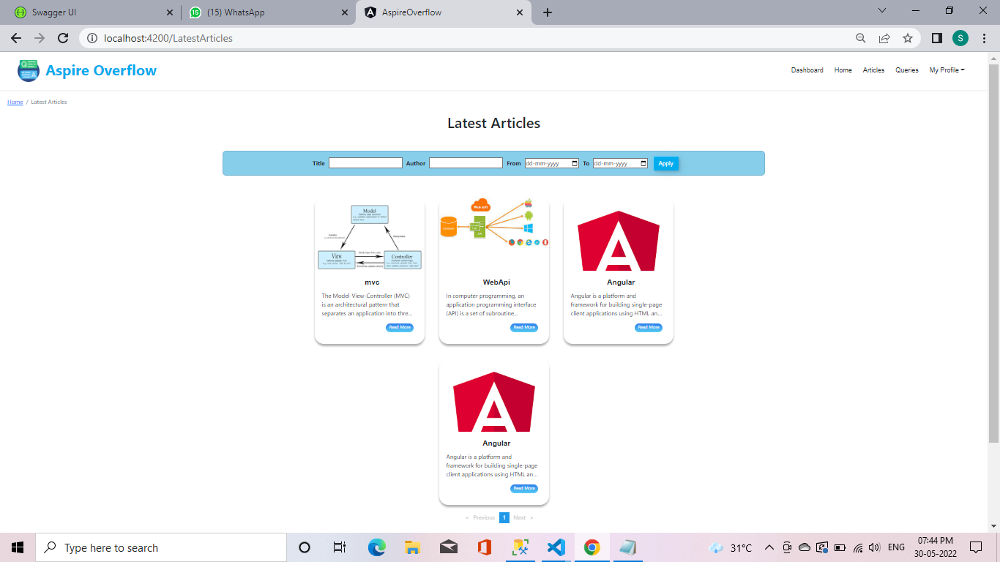 Swagger UI
(15) WhatsApp
AspireOverflow
localhost:4200/LatestArticles
S
Aspire Overflow
Dashboard Home Articles Queries My Profile
Home / Latest Articles
Latest Articles
Title Author From dd-mm-yyyy To dd-mm-yyyy Apply
Model
View
Controller
mvc
The Model-View-Controller (MVC)
is an architectural pattern that
separates an application into thre...
Read More
Web API
WebApi
In computer programming, an
application programming interface
(API) is a set of subroutine...
Read More
Angular
Angular is a platform and
framework for building single-page
client applications using HTML an...
Read More
Angular
Angular is a platform and
framework for building single-page
client applications using HTML an...
Read More
« Previous 1 Next »
Type here to search
31°C
ENG
07:44 PM
30-05-2022